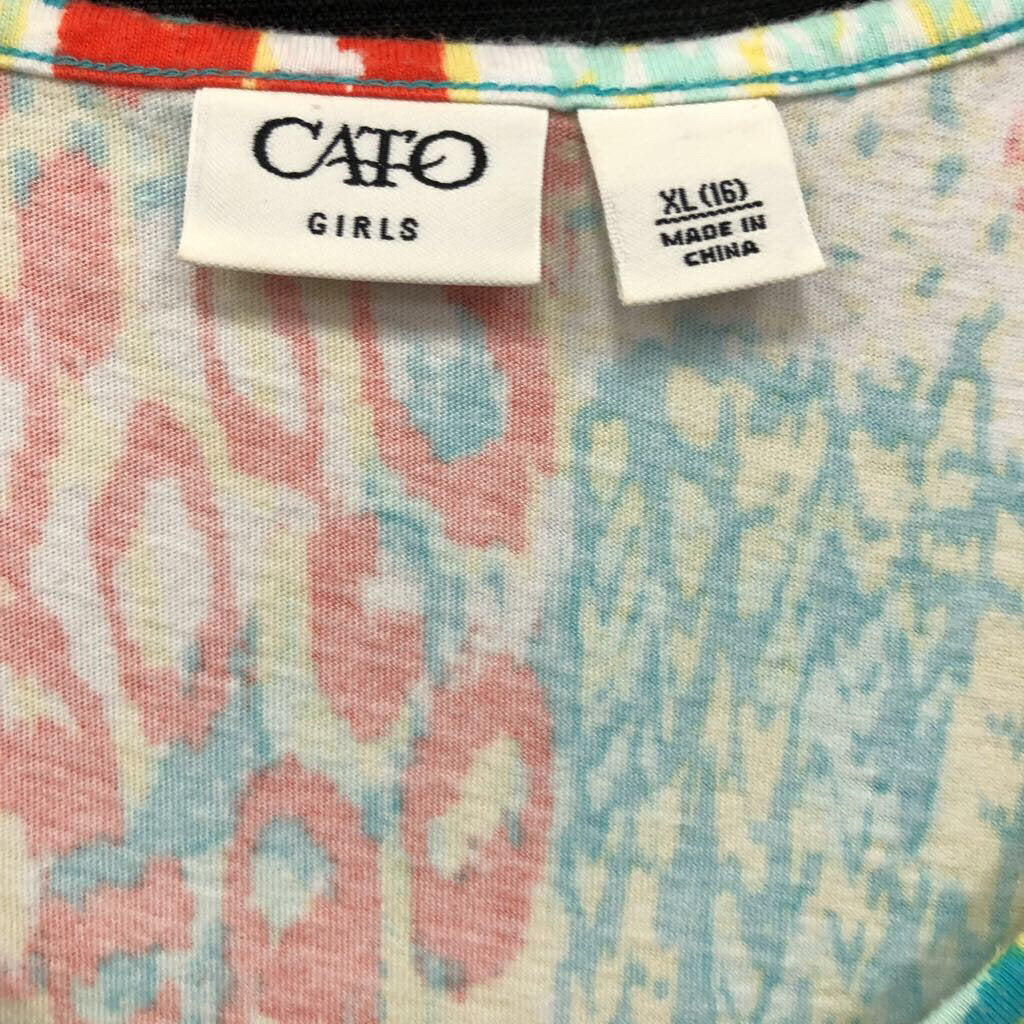 CATO
GIRLS
XL (16)
MADE IN
CHINA